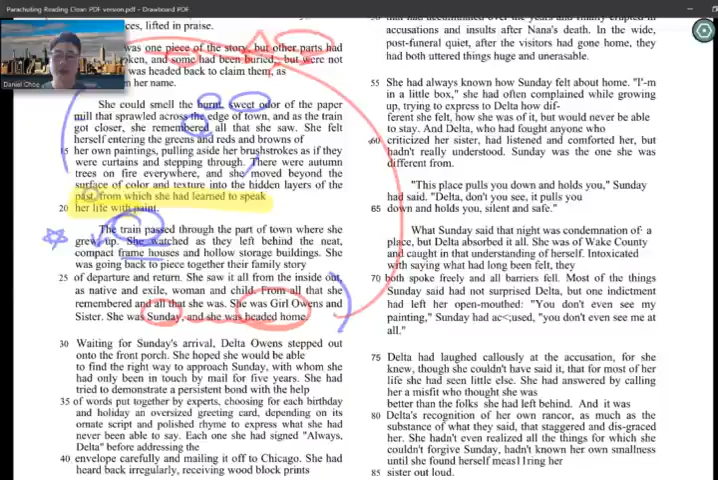 Parachuting Reading Clean PDF version.pdf - Drawboard PDF
Daniel Choe
ces, lifted in praise.
was one piece of the story, but other parts had
ken, and some had been buried, but were not
was headed back to claim them, as
n her name.
She could smell the burnt, sweet odor of the paper
mill that sprawled across the edge of town, and as the train
got closer, she remembered all that she saw. She felt
herself entering the greens and reds and browns of
15 her own paintings, pulling aside her brushstrokes as if they
were curtains and stepping through. There were autumn
trees on fire everywhere, and she moved beyond the
surface of color and texture into the hidden layers of the
past, from which she had learned to speak
20 her life with paint.
The train passed through the part of town where she
grew up. She watched as they left behind the neat,
compact frame houses and hollow storage buildings. She
was going back to piece together their family story
25 of departure and return. She saw it all from the inside out,
as native and exile, woman and child. From all that she
remembered and all that she was. She was Girl Owens and
Sister. She was Sunday, and she was headed home.
30 Waiting for Sunday's arrival, Delta Owens stepped out
onto the front porch. She hoped she would be able
to find the right way to approach Sunday, with whom she
had only been in touch by mail for five years. She had
tried to demonstrate a persistent bond with the help
35 of words put together by experts, choosing for each birthday
and holiday an oversized greeting card, depending on its
ornate script and polished rhyme to express what she had
never been able to say. Each one she had signed "Always,
Delta" before addressing the
40 envelope carefully and mailing it off to Chicago. She had
heard back irregularly, receiving wood block prints
that had accumulated over the years and finally erupted in
accusations and insults after Nana's death. In the wide,
post-funeral quiet, after the visitors had gone home, they
had both uttered things huge and unerasable.
55 She had always known how Sunday felt about home. "I'-m
in a little box," she had often complained while growing
up, trying to express to Delta how dif-
ferent she felt, how she was of it, but would never be able
to stay. And Delta, who had fought anyone who
60 criticized her sister, had listened and comforted her, but
hadn't really understood. Sunday was the one she was
different from.
"This place pulls you down and holds you," Sunday
had said. "Delta, don't you see, it pulls you
65 down and holds you, silent and safe."
What Sunday said that night was condemnation of- a
place, but Delta absorbed it all. She was of Wake County
and caught in that understanding of herself. Intoxicated
with saying what had long been felt, they
70 both spoke freely and all barriers fell. Most of the things
Sunday said had not surprised Delta, but one indictment
had left her open-mouthed: "You don't even see my
painting," Sunday had ac<;used, "you don't even see me at
all."
75 Delta had laughed callously at the accusation, for she
knew, though she couldn't have said it, that for most of her
life she had seen little else. She had answered by calling
her a misfit who thought she was
better than the folks she had left behind. And it was
80 Delta's recognition of her own rancor, as much as the
substance of what they said, that staggered and dis-graced
her. She hadn't even realized all the things for which she
couldn't forgive Sunday, hadn't known her own smallness
until she found herself meas11ring her
85 sister out loud.